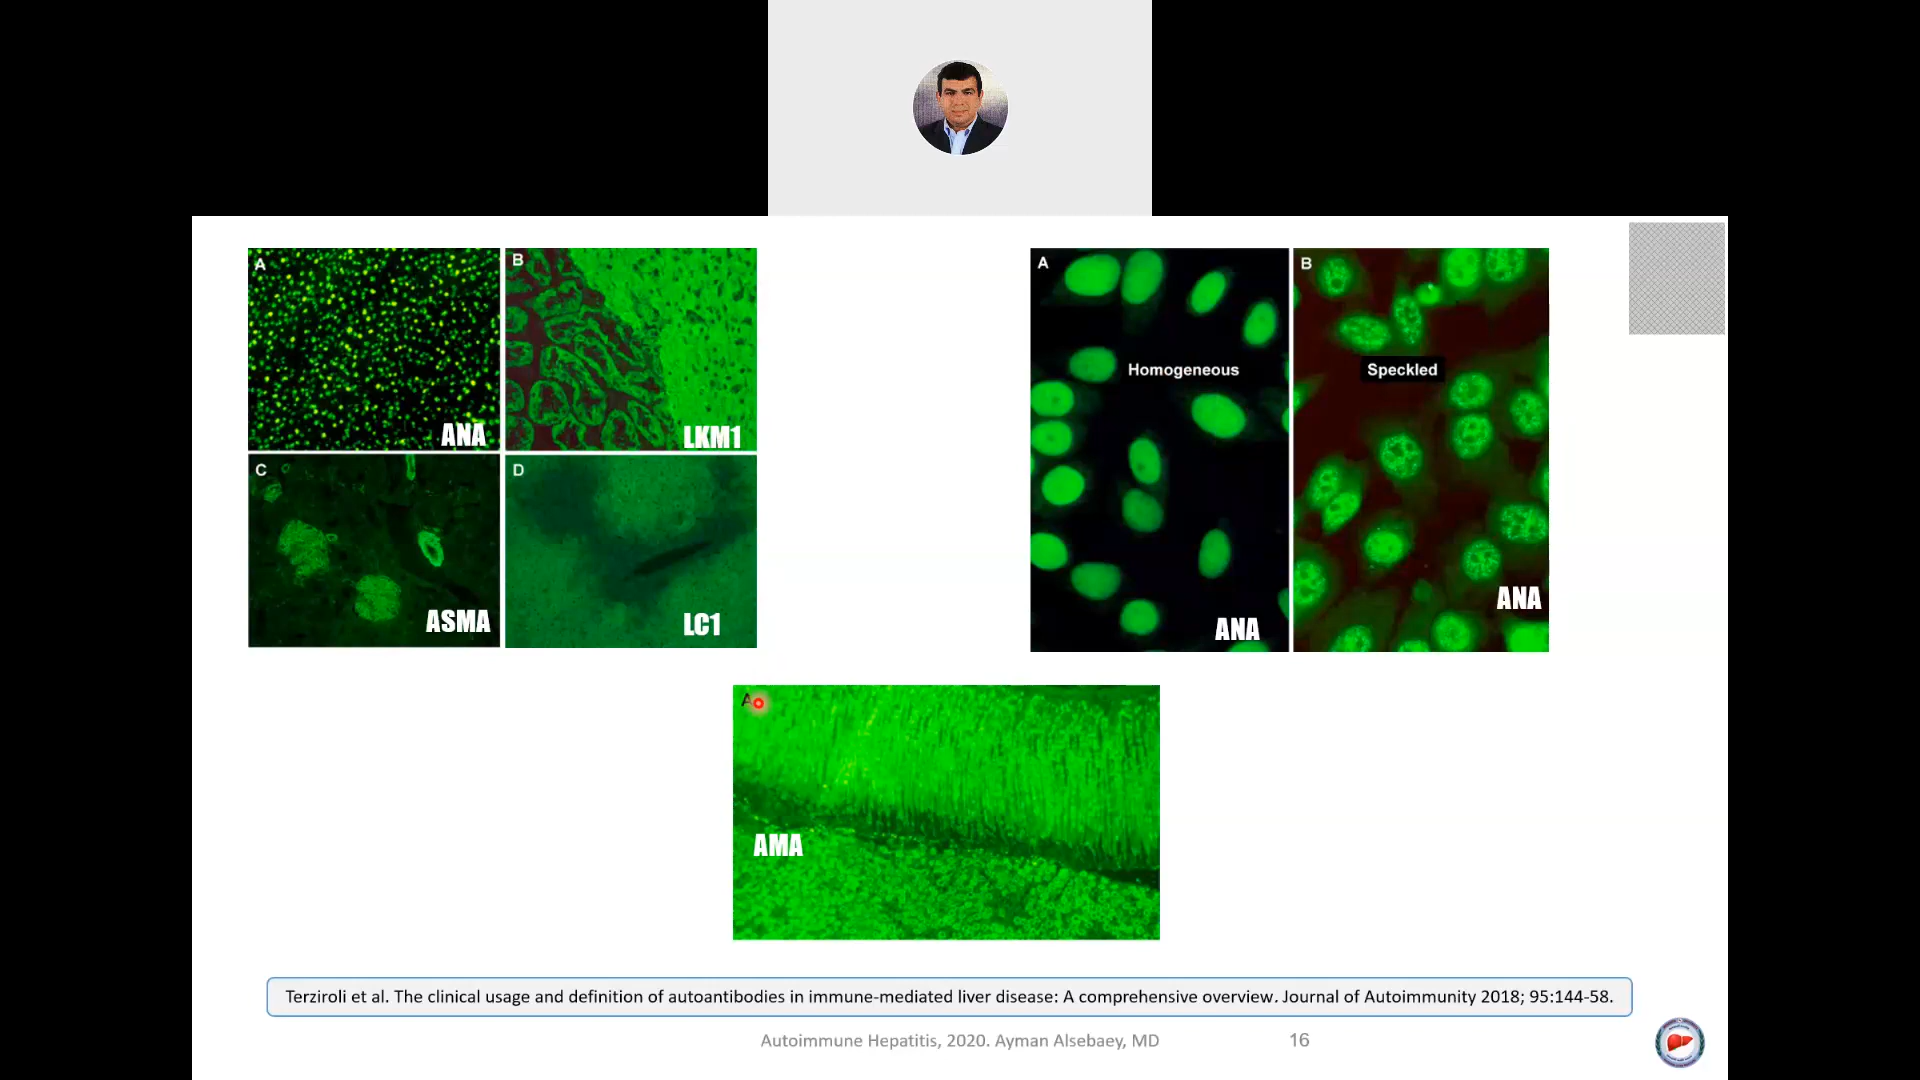 A
B
ANA
LKM1
C
D
ASMA
LC1
A
B
Homogeneous
Speckled
ANA
ANA
A
AMA
Terziroli et al. The clinical usage and definition of autoantibodies in immune-mediated liver disease: A comprehensive overview. Journal of Autoimmunity 2018; 95:144-58.
Autoimmune Hepatitis, 2020. Ayman Alsebaey, MD
16